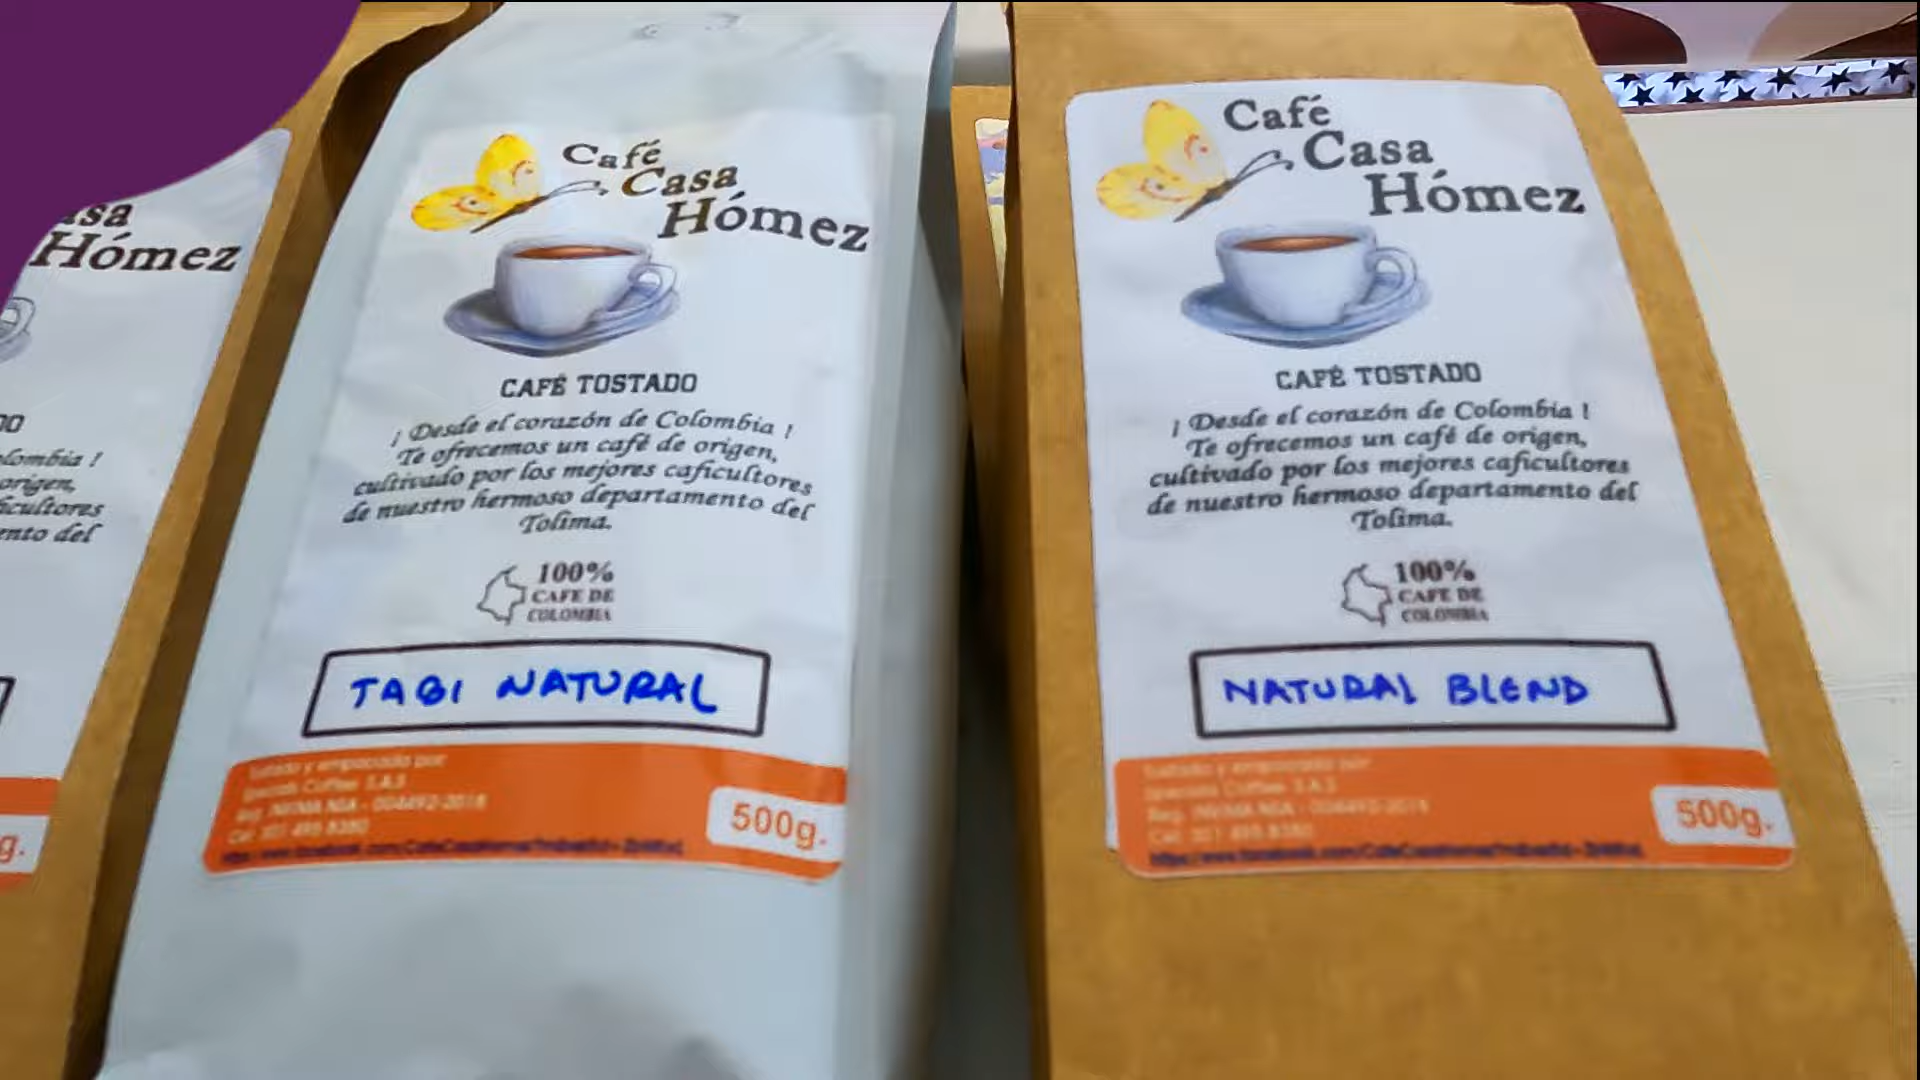 Hómez
lombia !
origen,
icultores
ento del
g.
Café
Casa
Hómez
CAFÉ TOSTADO
¡ Desde el corazón de Colombia !
Te ofrecemos un café de origen,
cultivado por los mejores caficultores
de nuestro hermoso departamento del
Tolima.
100%
CAFE DE
COLOMBIA
TABI NATURAL
500g.
Café
Casa
Hómez
CAFÉ TOSTADO
¡ Desde el corazón de Colombia !
Te ofrecemos un café de origen,
cultivado por los mejores caficultores
de nuestro hermoso departamento del
Tolima.
100%
CAFE DE
COLOMBIA
NATURAL BLEND
500g.